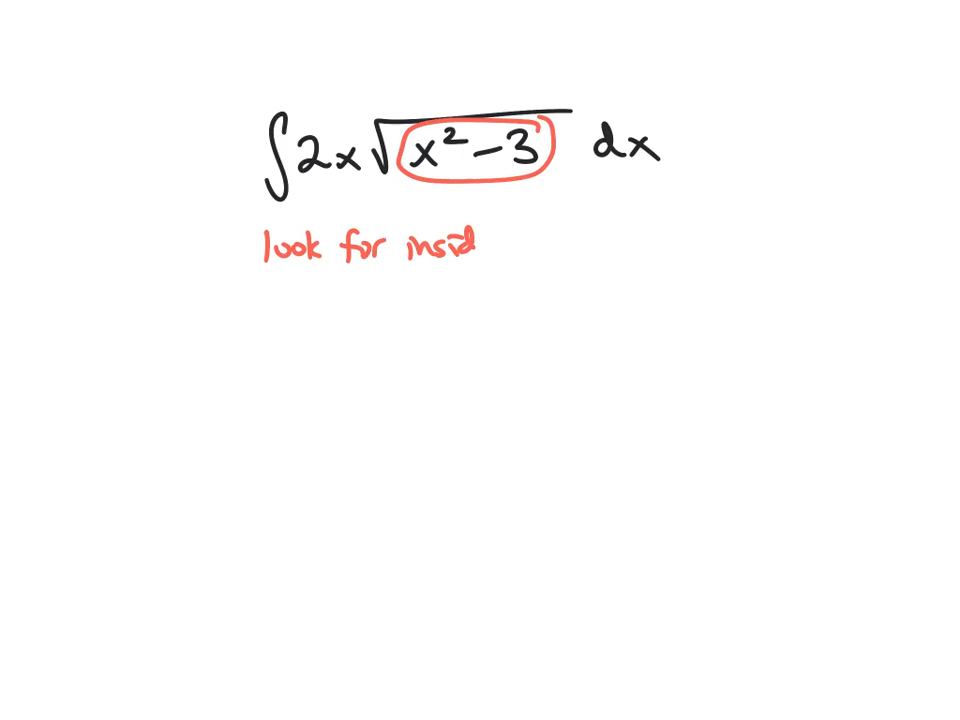 ∫2x√(x²-3) dx
look for insid